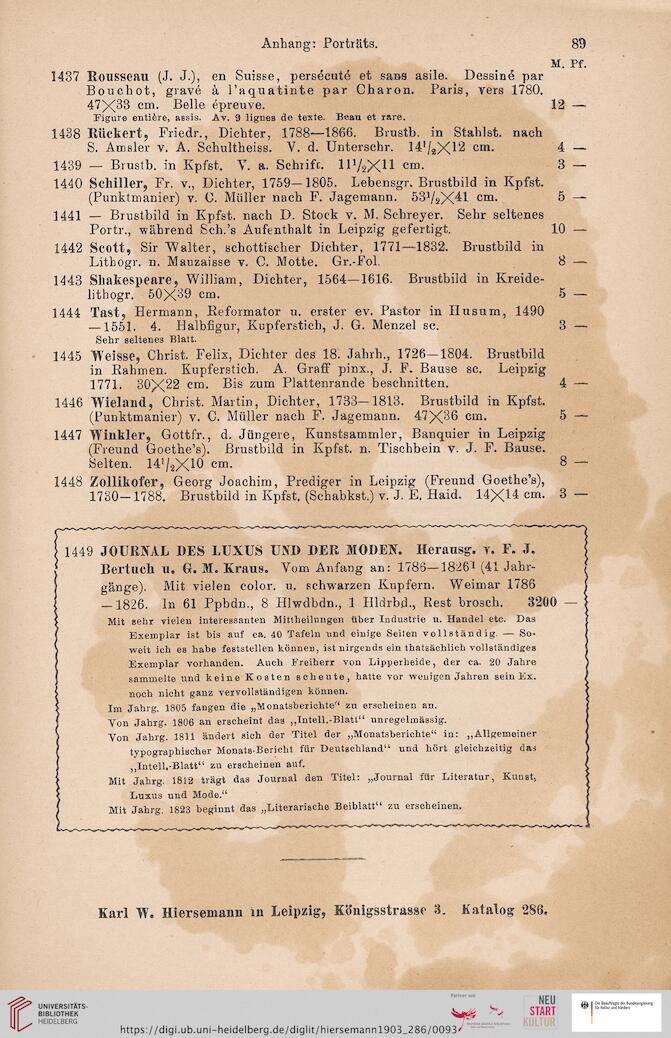 Anhang: Porträts. 89
M. Pf.
1437 Rousseau (J. J.), en Suisse, persécuté et sans asile. Dessiné par
Bouchot, gravé à l'aquatinte par Charon. Paris, vers 1780.
47×33 cm. Belle épreuve. 12 —
Figure entière, assis. Av. 9 lignes de texte. Beau et rare.
1438 Rückert, Friedr., Dichter, 1788—1866. Brustb. in Stahlst. nach
S. Amsler v. A. Schultheiss. V. d. Unterschr. 14½×12 cm. 4 —
1439 — Brustb. in Kpfst. V. a. Schrift. 11½×11 cm. 3 —
1440 Schiller, Fr. v., Dichter, 1759—1805. Lebensgr. Brustbild in Kpfst.
(Punktmanier) v. C. Müller nach F. Jagemann. 53½×41 cm. 5 —
1441 — Brustbild in Kpfst. nach D. Stock v. M. Schreyer. Sehr seltenes
Portr., während Sch.'s Aufenthalt in Leipzig gefertigt. 10 —
1442 Scott, Sir Walter, schottischer Dichter, 1771—1832. Brustbild in
Lithogr. n. Mauzaisse v. C. Motte. Gr.-Fol. 8 —
1443 Shakespeare, William, Dichter, 1564—1616. Brustbild in Kreide-
lithogr. 50×39 cm. 5 —
1444 Tast, Hermann, Reformator u. erster ev. Pastor in Husum, 1490
—1551. 4. Halbfigur, Kupferstich, J. G. Menzel sc. 3 —
Sehr seltenes Blatt.
1445 Weisse, Christ. Felix, Dichter des 18. Jahrh., 1726—1804. Brustbild
in Rahmen. Kupferstich. A. Graff pinx., J. F. Bause sc. Leipzig
1771. 30×22 cm. Bis zum Plattenrande beschnitten. 4 —
1446 Wieland, Christ. Martin, Dichter, 1733—1813. Brustbild in Kpfst.
(Punktmanier) v. C. Müller nach F. Jagemann. 47×36 cm. 5 —
1447 Winkler, Gottfr., d. Jüngere, Kunstsammler, Banquier in Leipzig
(Freund Goethe's). Brustbild in Kpfst. n. Tischbein v. J. F. Bause.
Selten. 14½×10 cm. 8 —
1448 Zollikofer, Georg Joachim, Prediger in Leipzig (Freund Goethe's),
1730—1788. Brustbild in Kpfst. (Schabkst.) v. J. E. Haid. 14×14 cm. 3 —
1449 JOURNAL DES LUXUS UND DER MODEN. Herausg. v. F. J.
Bertuch u. G. M. Kraus. Vom Anfang an: 1786—1826¹ (41 Jahr-
gänge). Mit vielen color. u. schwarzen Kupfern. Weimar 1786
—1826. In 61 Ppbdn., 8 Hlwdbdn., 1 Hldrbd., Rest brosch. 3200 —
Mit sehr vielen interessanten Mittheilungen über Industrie u. Handel etc. Das
Exemplar ist bis auf ca. 40 Tafeln und einige Seiten vollständig. — So-
weit ich es habe feststellen können, ist nirgends ein thatsächlich vollständiges
Exemplar vorhanden. Auch Freiherr von Lipperheide, der ca. 20 Jahre
sammelte und keine Kosten scheute, hatte vor wenigen Jahren sein Ex.
noch nicht ganz vervollständigen können.
Im Jahrg. 1805 fangen die „Monatsberichte" zu erscheinen an.
Von Jahrg. 1806 an erscheint das „Intell.-Blatt" unregelmässig.
Von Jahrg. 1811 ändert sich der Titel der „Monatsberichte" in: „Allgemeiner
typographischer Monats-Bericht für Deutschland" und hört gleichzeitig das
„Intell.-Blatt" zu erscheinen auf.
Mit Jahrg. 1812 trägt das Journal den Titel: „Journal für Literatur, Kunst,
Luxus und Mode."
Mit Jahrg. 1823 beginnt das „Literarische Beiblatt" zu erscheinen.
Karl W. Hiersemann in Leipzig, Königsstrasse 3. Katalog 286.
UNIVERSITÄTS-
BIBLIOTHEK
HEIDELBERG
https://digi.ub.uni-heidelberg.de/diglit/hiersemann1903_286/0093
Partner von
NEU
START
KULTUR
Die Beauftragte der Bundesregierung
für Kultur und Medien